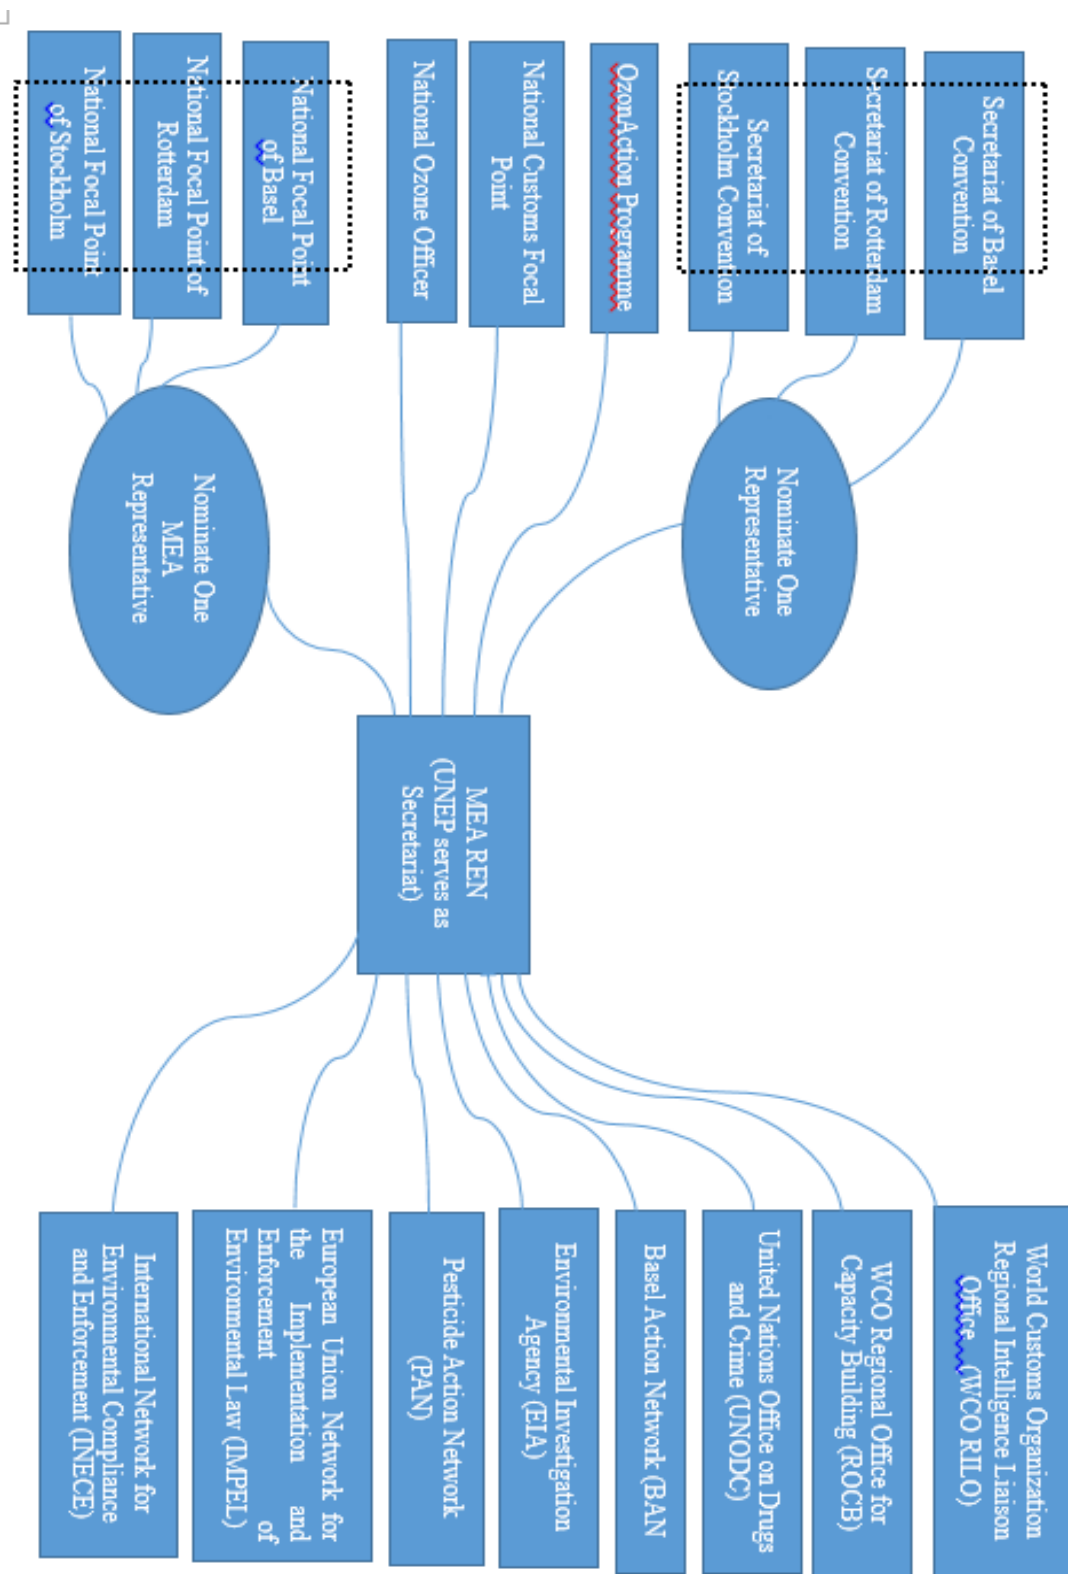 Secretariat of Basel
Convention
Secretariat of Rotterdam
Convention
Secretariat of
Stockholm Convention
OzonAction Programme
National Customs Focal
Point
National Ozone Officer
National Focal Point
of Basel
National Focal Point of
Rotterdam
National Focal Point
of Stockholm
Nominate One
Representative
Nominate One
MEA
Representative
MEA REN
(UNEP serves as
Secretariat)
World Customs Organization
Regional Intelligence Liaison
Office (WCO RILO)
WCO Regional Office for
Capacity Building (ROCB)
United Nations Office on Drugs
and Crime (UNODC)
Basel Action Network (BAN
Environmental Investigation
Agency (EIA)
Pesticide Action Network
(PAN)
European Union Network for
the Implementation and
Enforcement of
Environmental Law (IMPEL)
International Network for
Environmental Compliance
and Enforcement (INECE)